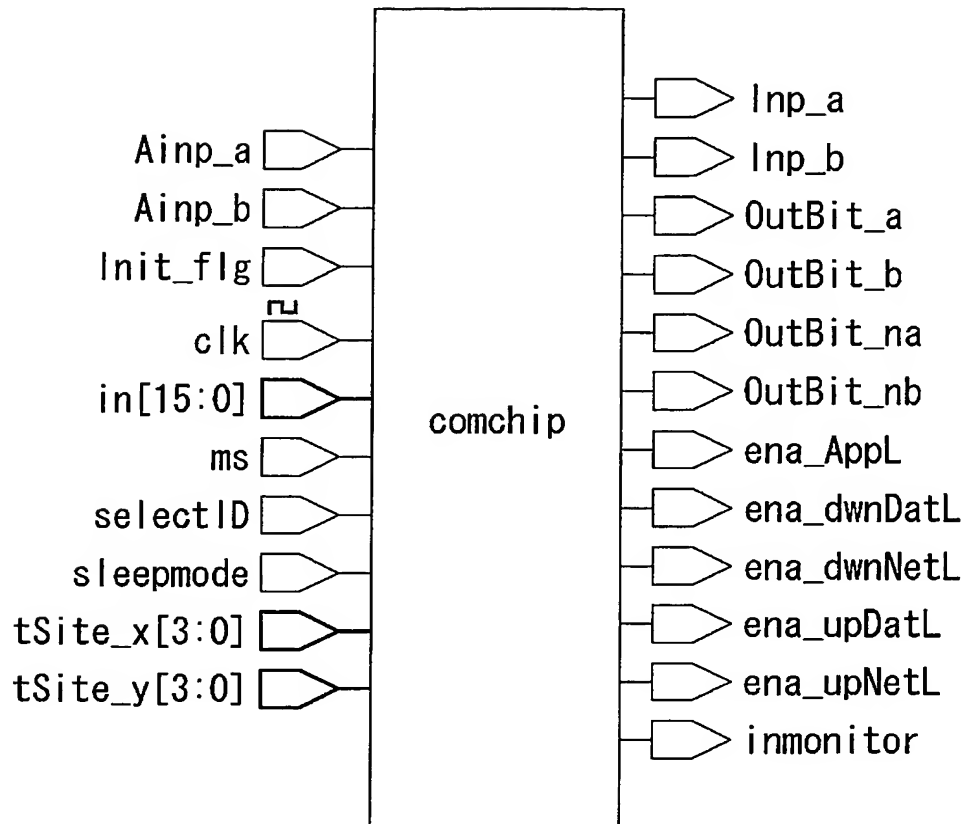 Ainp_a
Ainp_b
Init_flg
clk
in[15:0]
ms
selectID
sleepmode
tSite_x[3:0]
tSite_y[3:0]
comchip
Inp_a
Inp_b
OutBit_a
OutBit_b
OutBit_na
OutBit_nb
ena_AppL
ena_dwnDatL
ena_dwnNetL
ena_upDatL
ena_upNetL
inmonitor